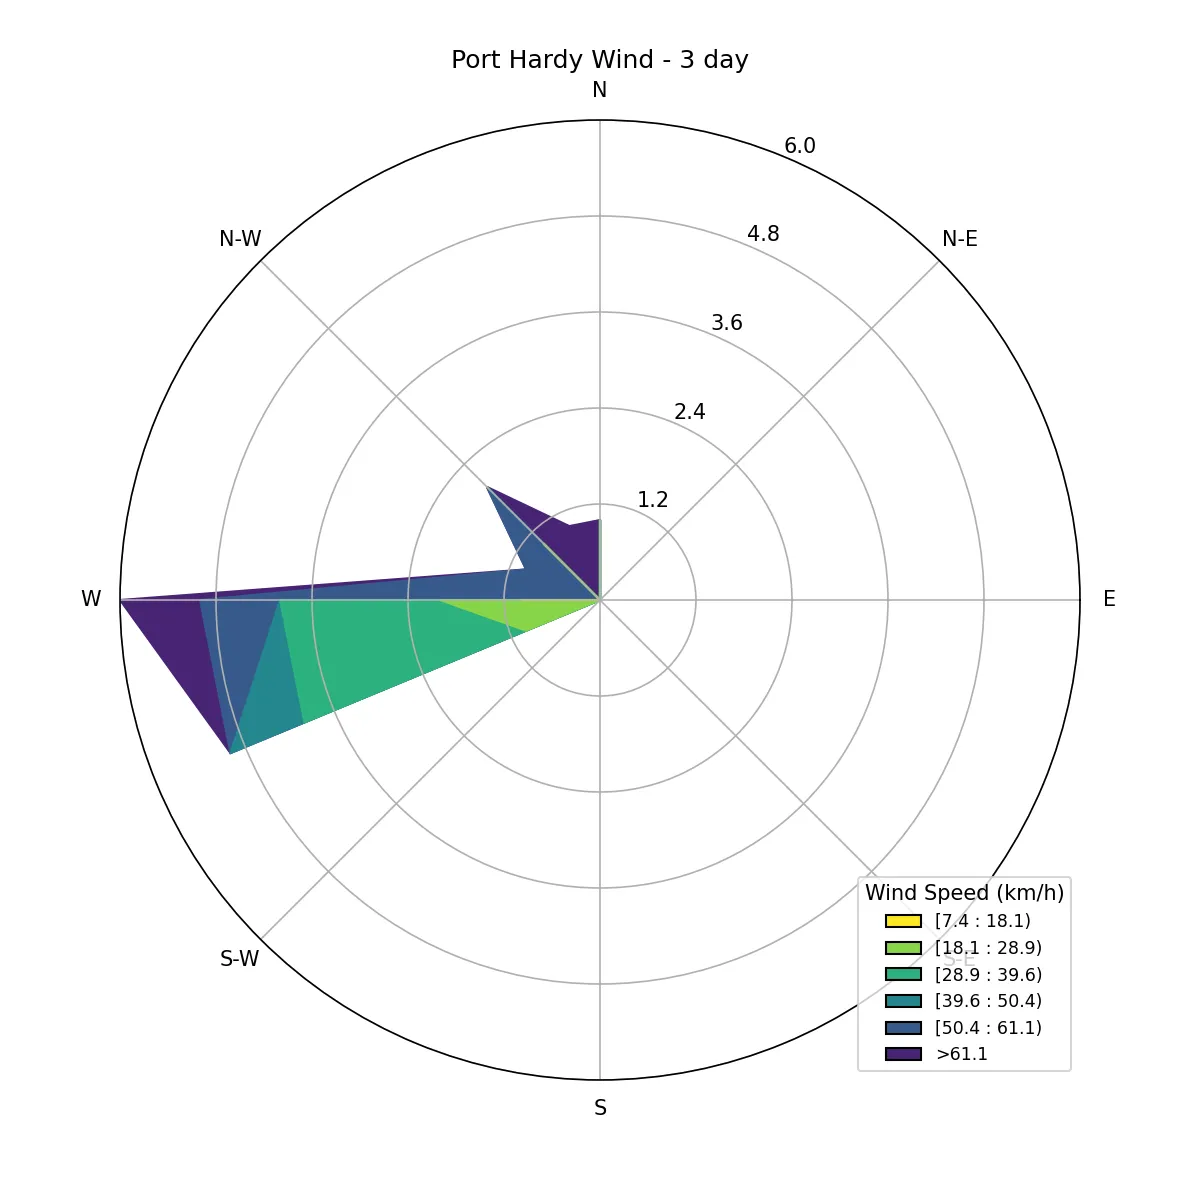 Port Hardy Wind - 3 day
N
6.0
N-W
4.8
N-E
3.6
2.4
1.2
W
E
Wind Speed (km/h)
[7.4 : 18.1)
[18.1 : 28.9)
S-W
S-E
[28.9 : 39.6)
[39.6 : 50.4)
[50.4 : 61.1)
>61.1
S